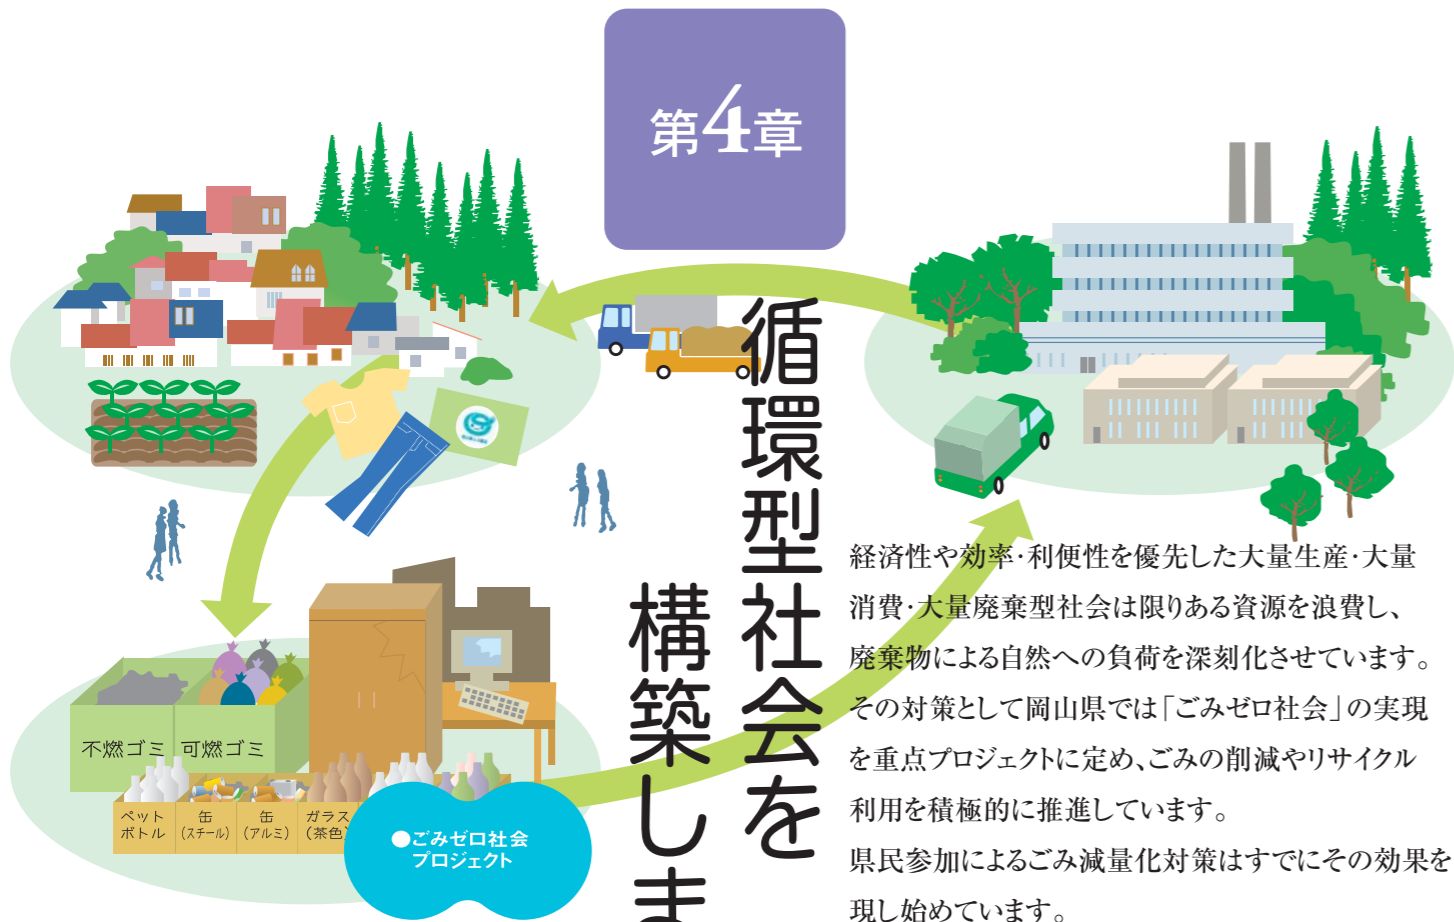 第4章
循環型社会を
構築しま
経済性や効率・利便性を優先した大量生産・大量
消費・大量廃棄型社会は限りある資源を浪費し、
廃棄物による自然への負荷を深刻化させています。
その対策として岡山県では「ごみゼロ社会」の実現
を重点プロジェクトに定め、ごみの削減やリサイクル
利用を積極的に推進しています。
県民参加によるごみ減量化対策はすでにその効果を
現し始めています。
不燃ゴミ
可燃ゴミ
ペット
ボトル
缶
(スチール)
缶
(アルミ)
ガラス
(茶色)
●ごみゼロ社会
プロジェクト